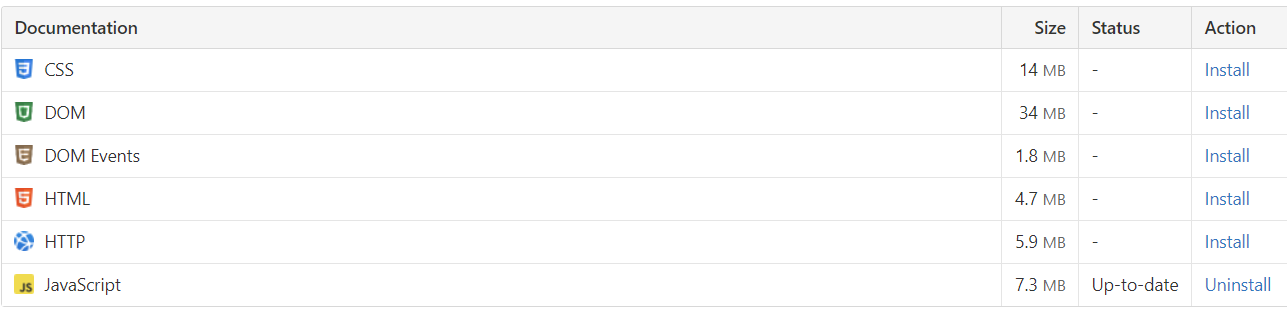 Documentation Size Status Action
CSS 14 MB - Install
DOM 34 MB - Install
DOM Events 1.8 MB - Install
HTML 4.7 MB - Install
HTTP 5.9 MB - Install
JS JavaScript 7.3 MB Up-to-date Uninstall